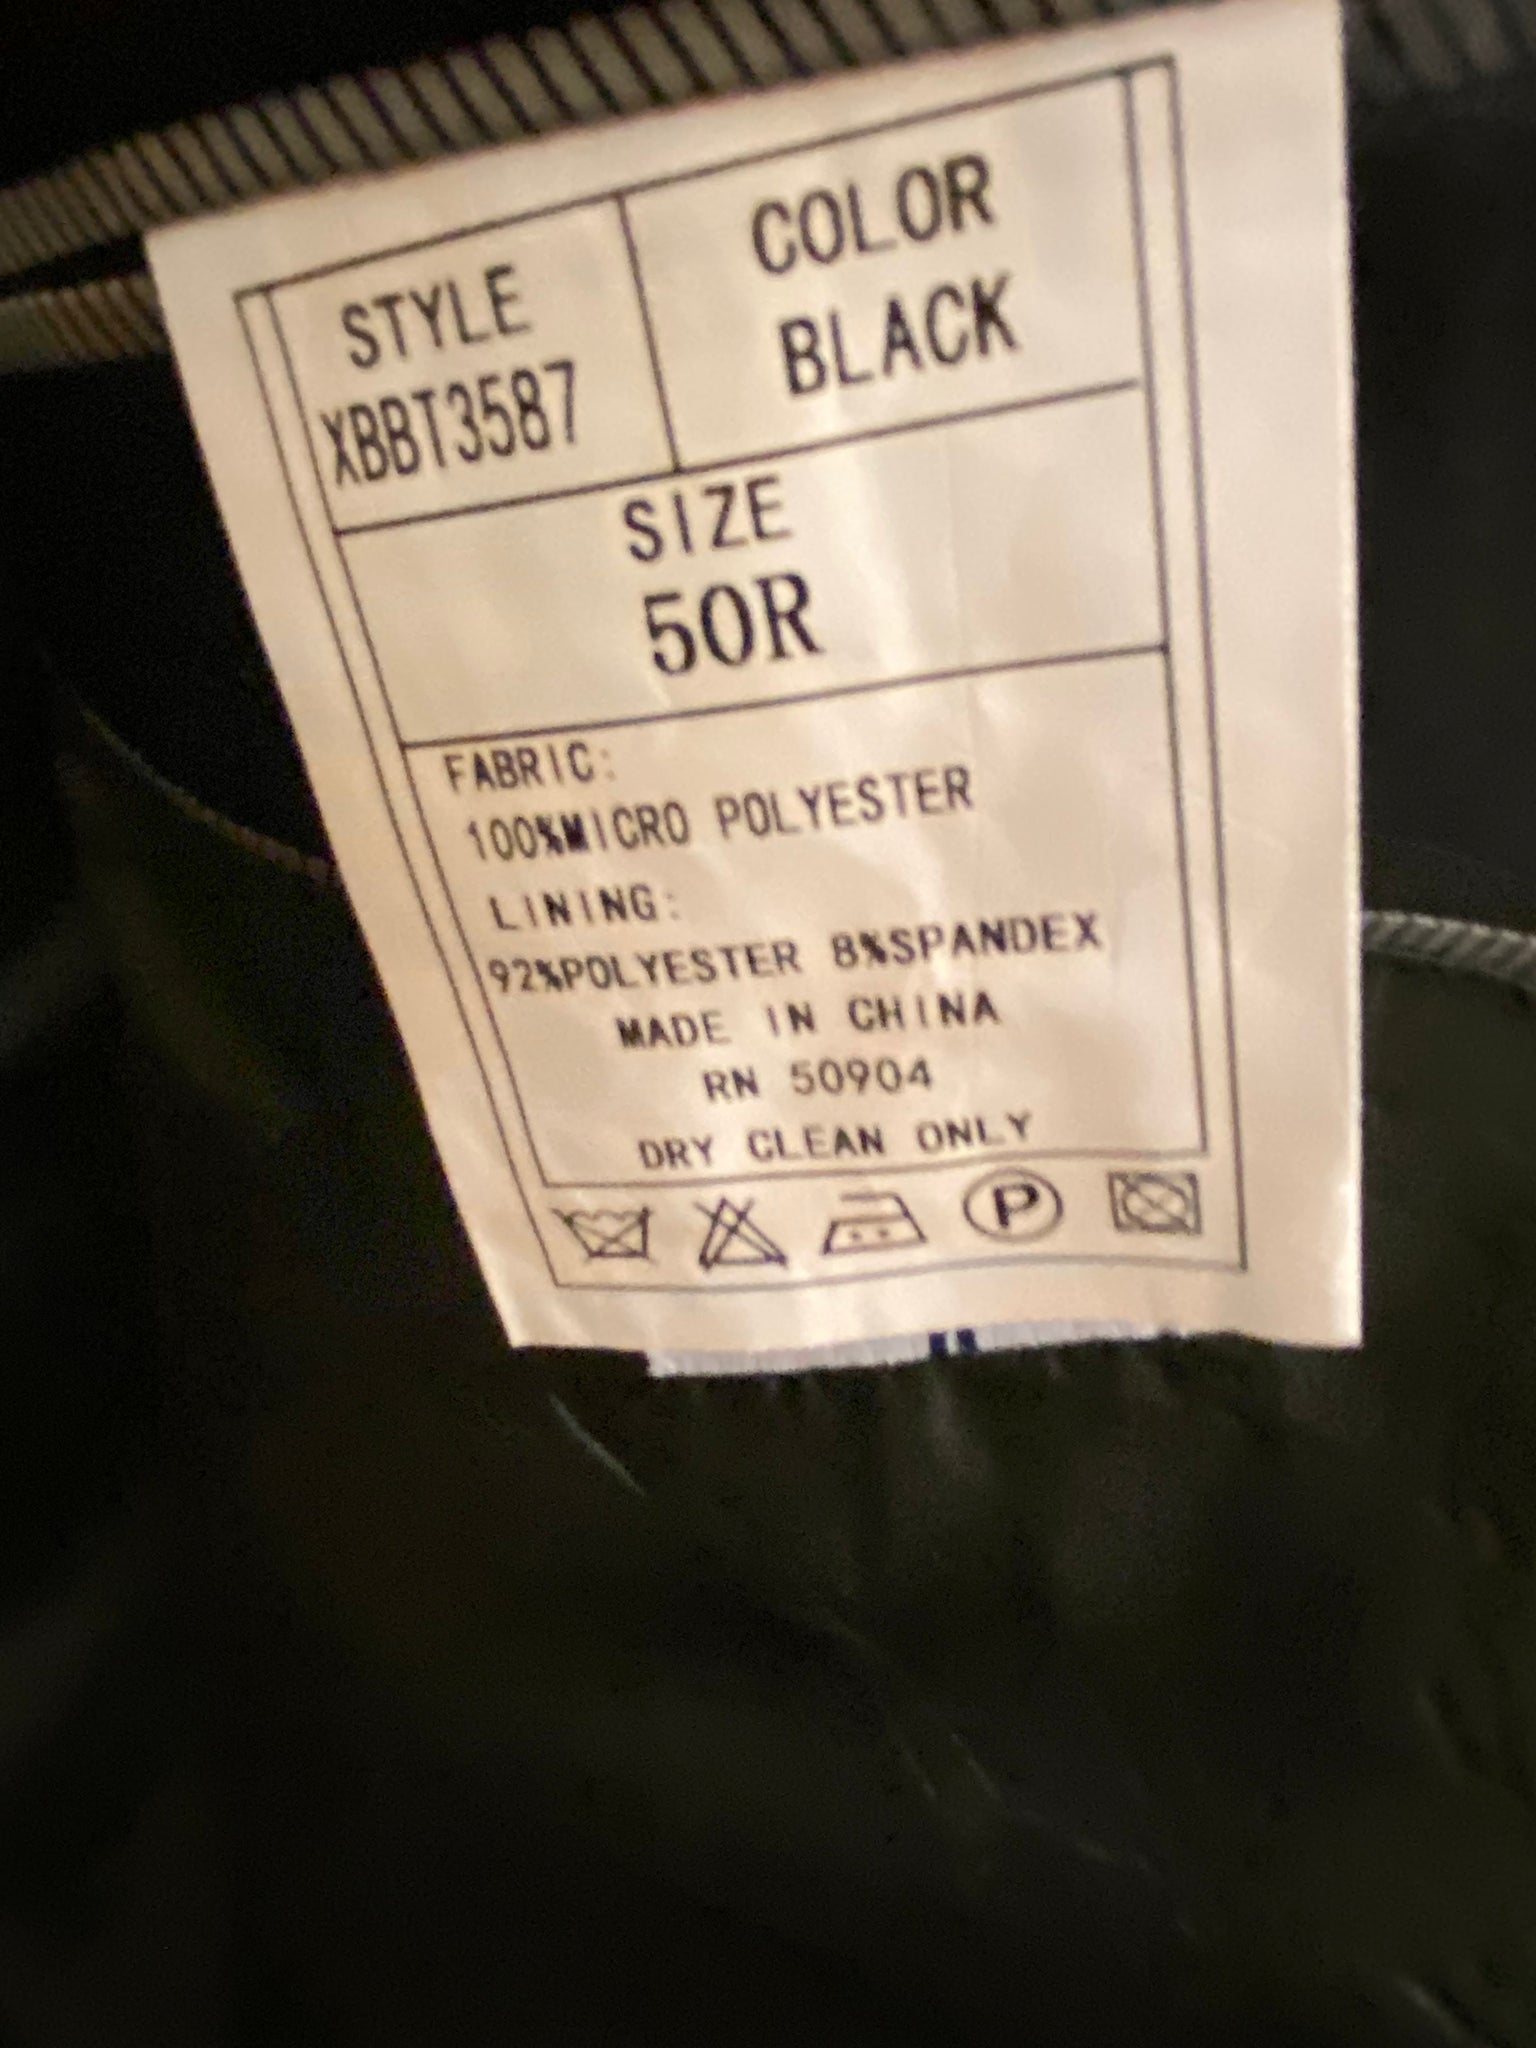 STYLE
XBBT3587
COLOR
BLACK
SIZE
50R
FABRIC:
100%MICRO POLYESTER
LINING:
92%POLYESTER 8%SPANDEX
MADE IN CHINA
RN 50904
DRY CLEAN ONLY
P